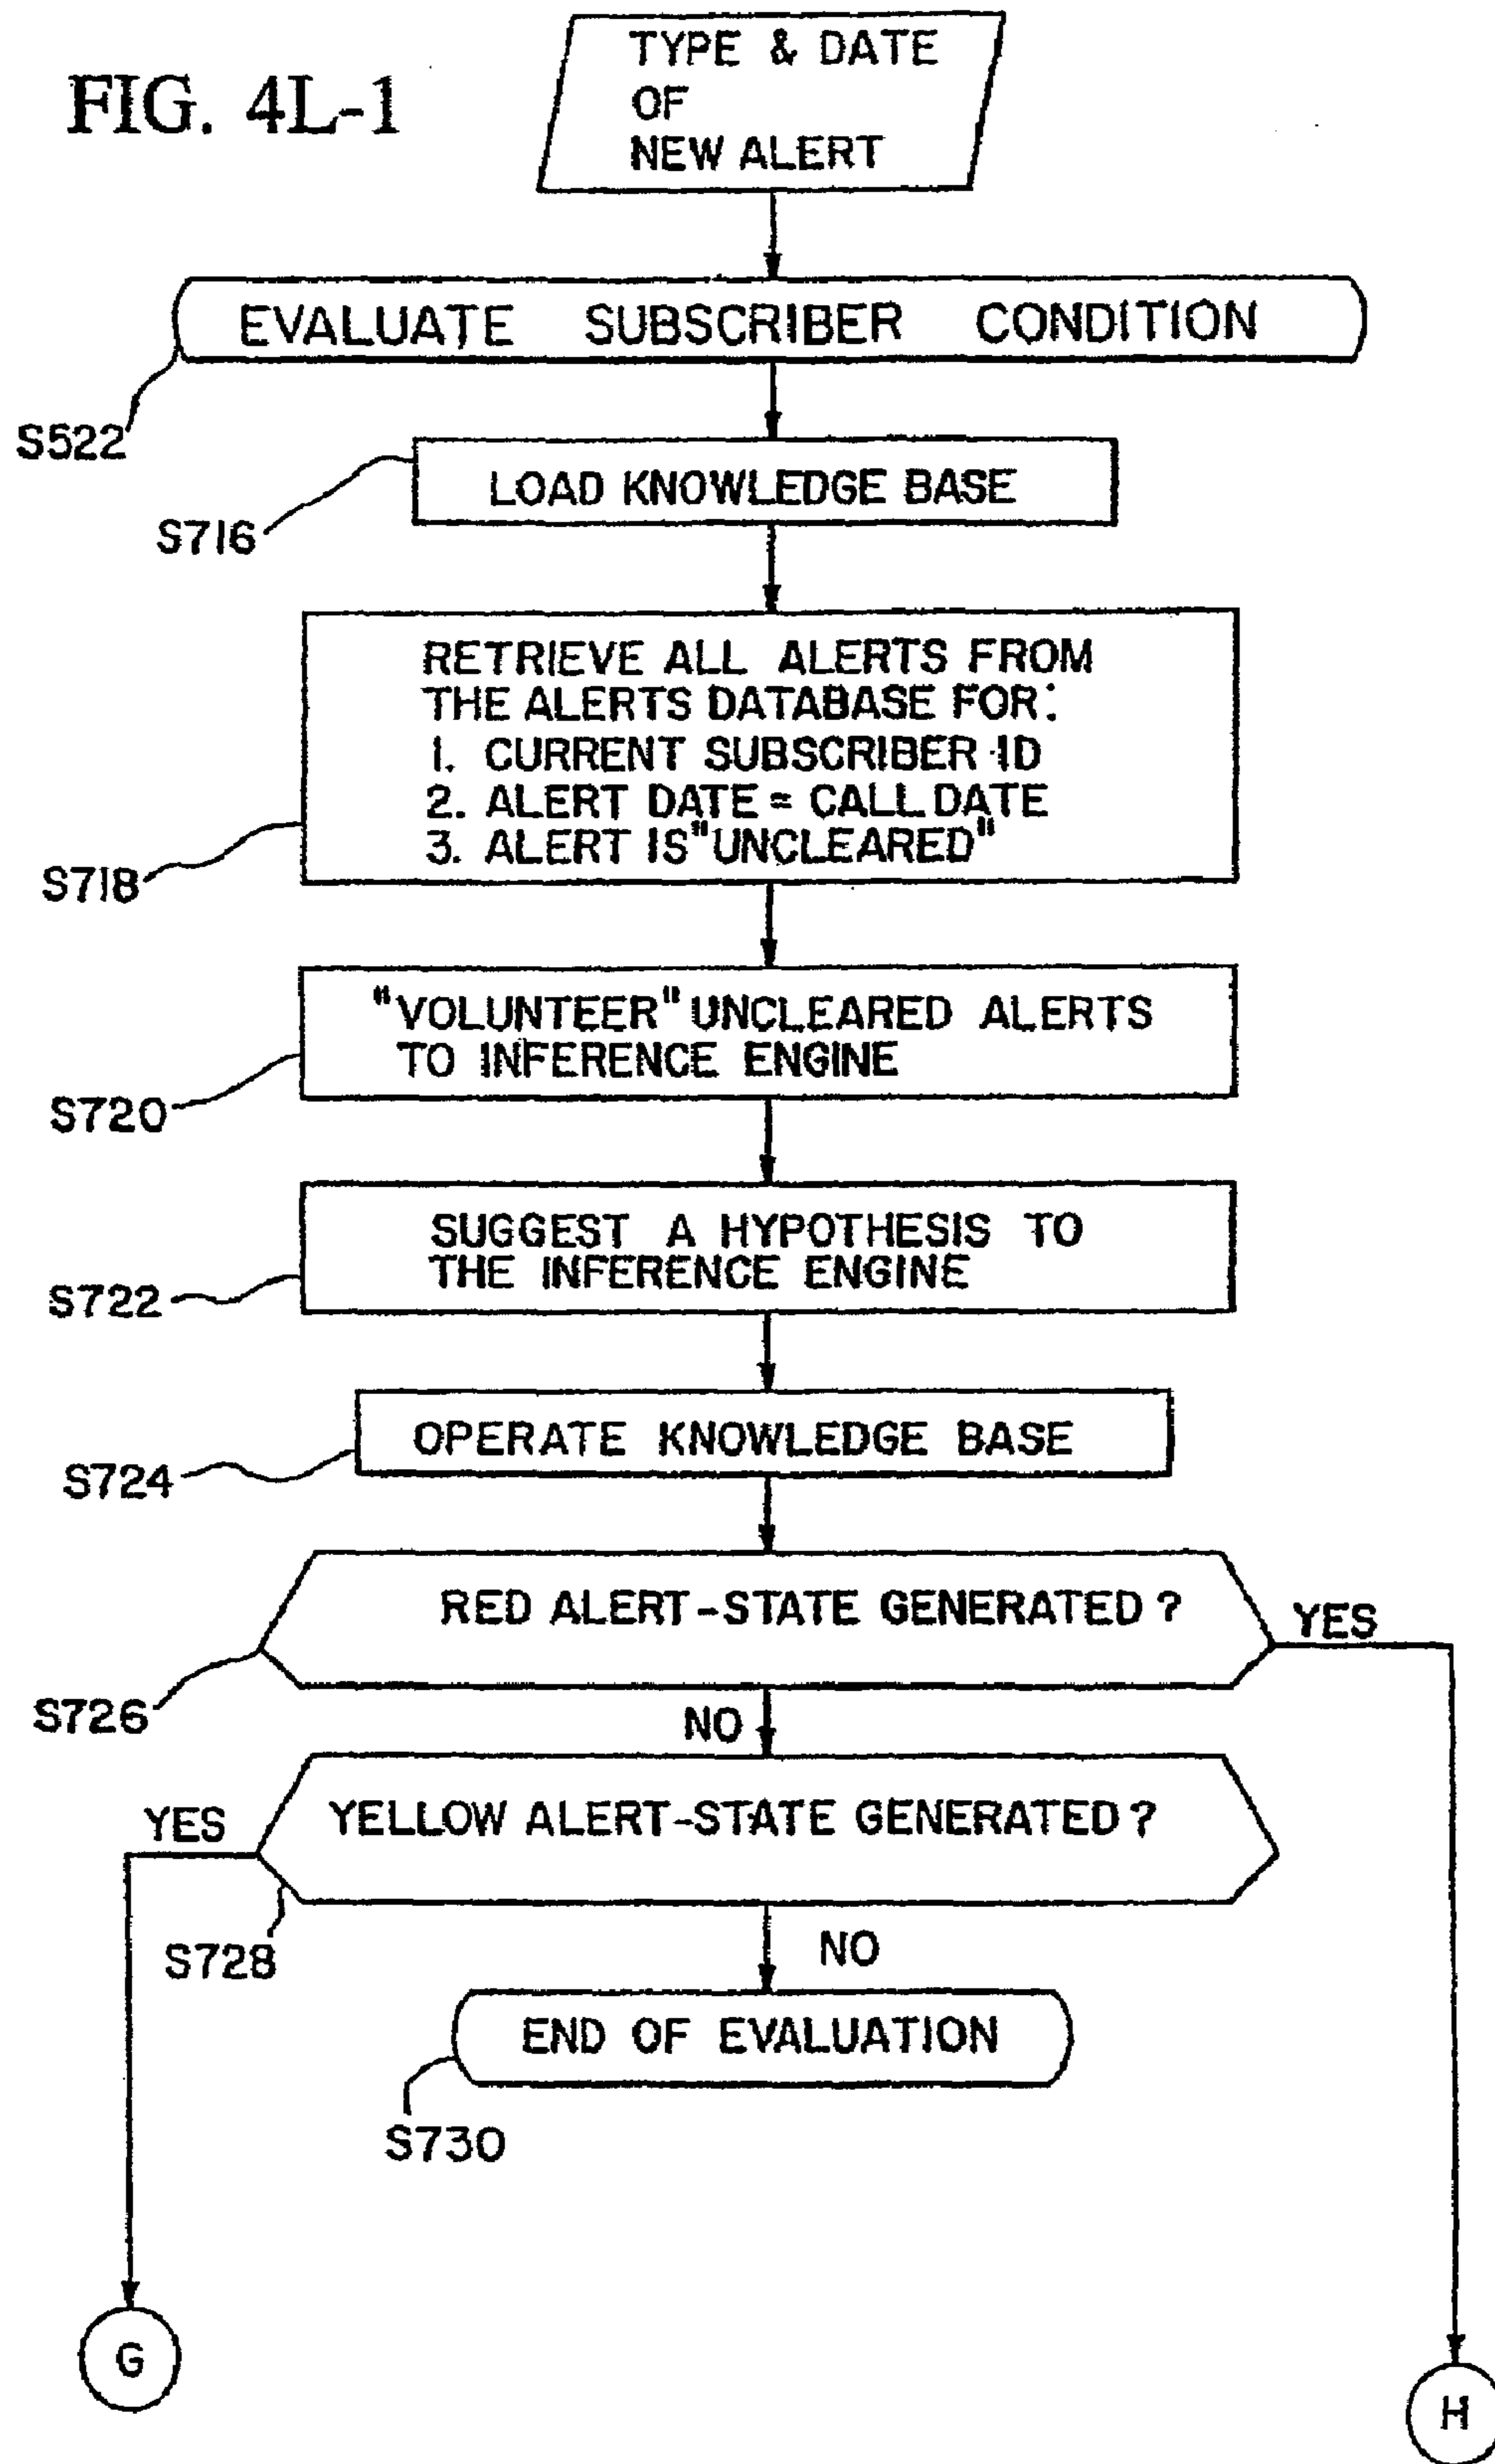 FIG. 4L-1
TYPE & DATE
OF
NEW ALERT
EVALUATE SUBSCRIBER CONDITION
S522
LOAD KNOWLEDGE BASE
S716
RETRIEVE ALL ALERTS FROM
THE ALERTS DATABASE FOR:
1. CURRENT SUBSCRIBER ID
2. ALERT DATE = CALL DATE
3. ALERT IS "UNCLEARED"
S718
"VOLUNTEER" UNCLEARED ALERTS
TO INFERENCE ENGINE
S720
SUGGEST A HYPOTHESIS TO
THE INFERENCE ENGINE
S722
OPERATE KNOWLEDGE BASE
S724
RED ALERT-STATE GENERATED?
YES
S726
NO
YES
YELLOW ALERT-STATE GENERATED?
S728
NO
END OF EVALUATION
S730
G
H